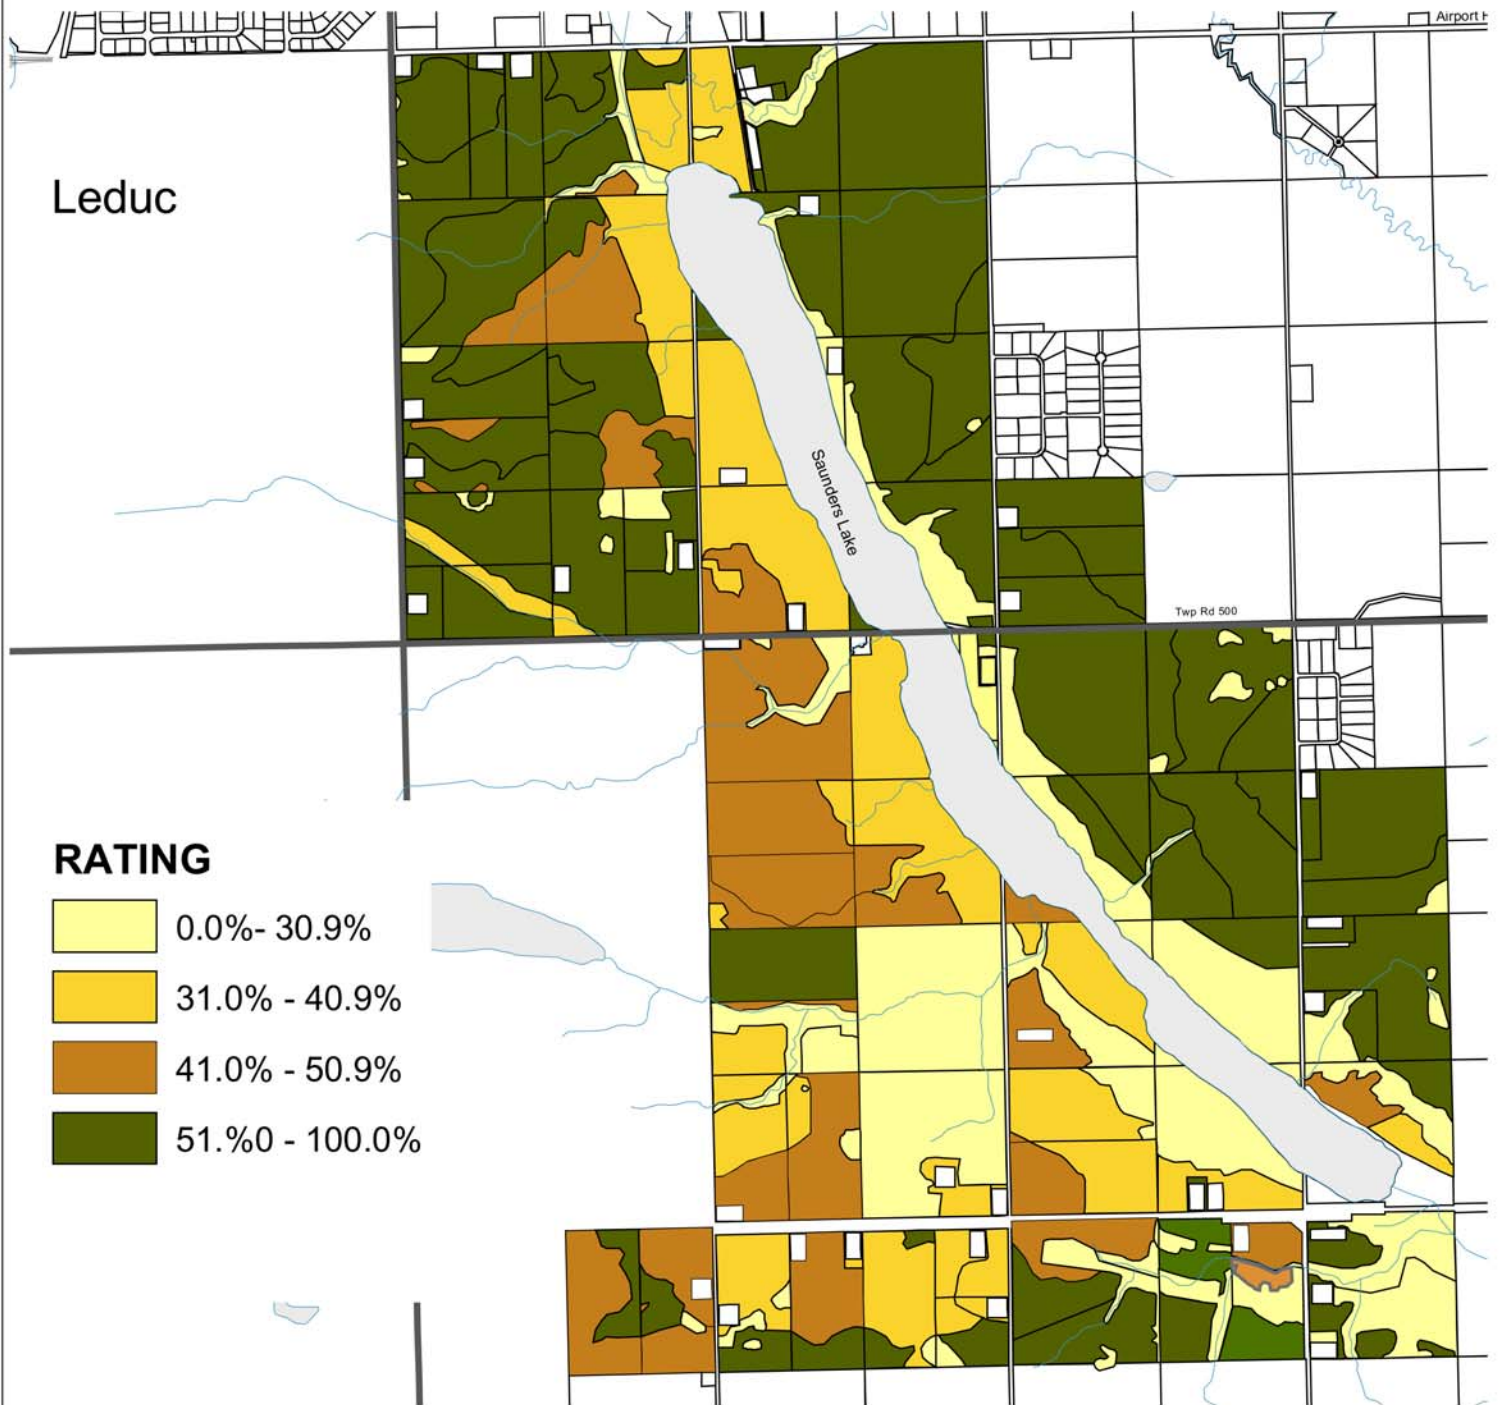 Airport
Leduc
Saunders Lake
Twp Rd 500
RATING
0.0%- 30.9%
31.0% - 40.9%
41.0% - 50.9%
51.%0 - 100.0%